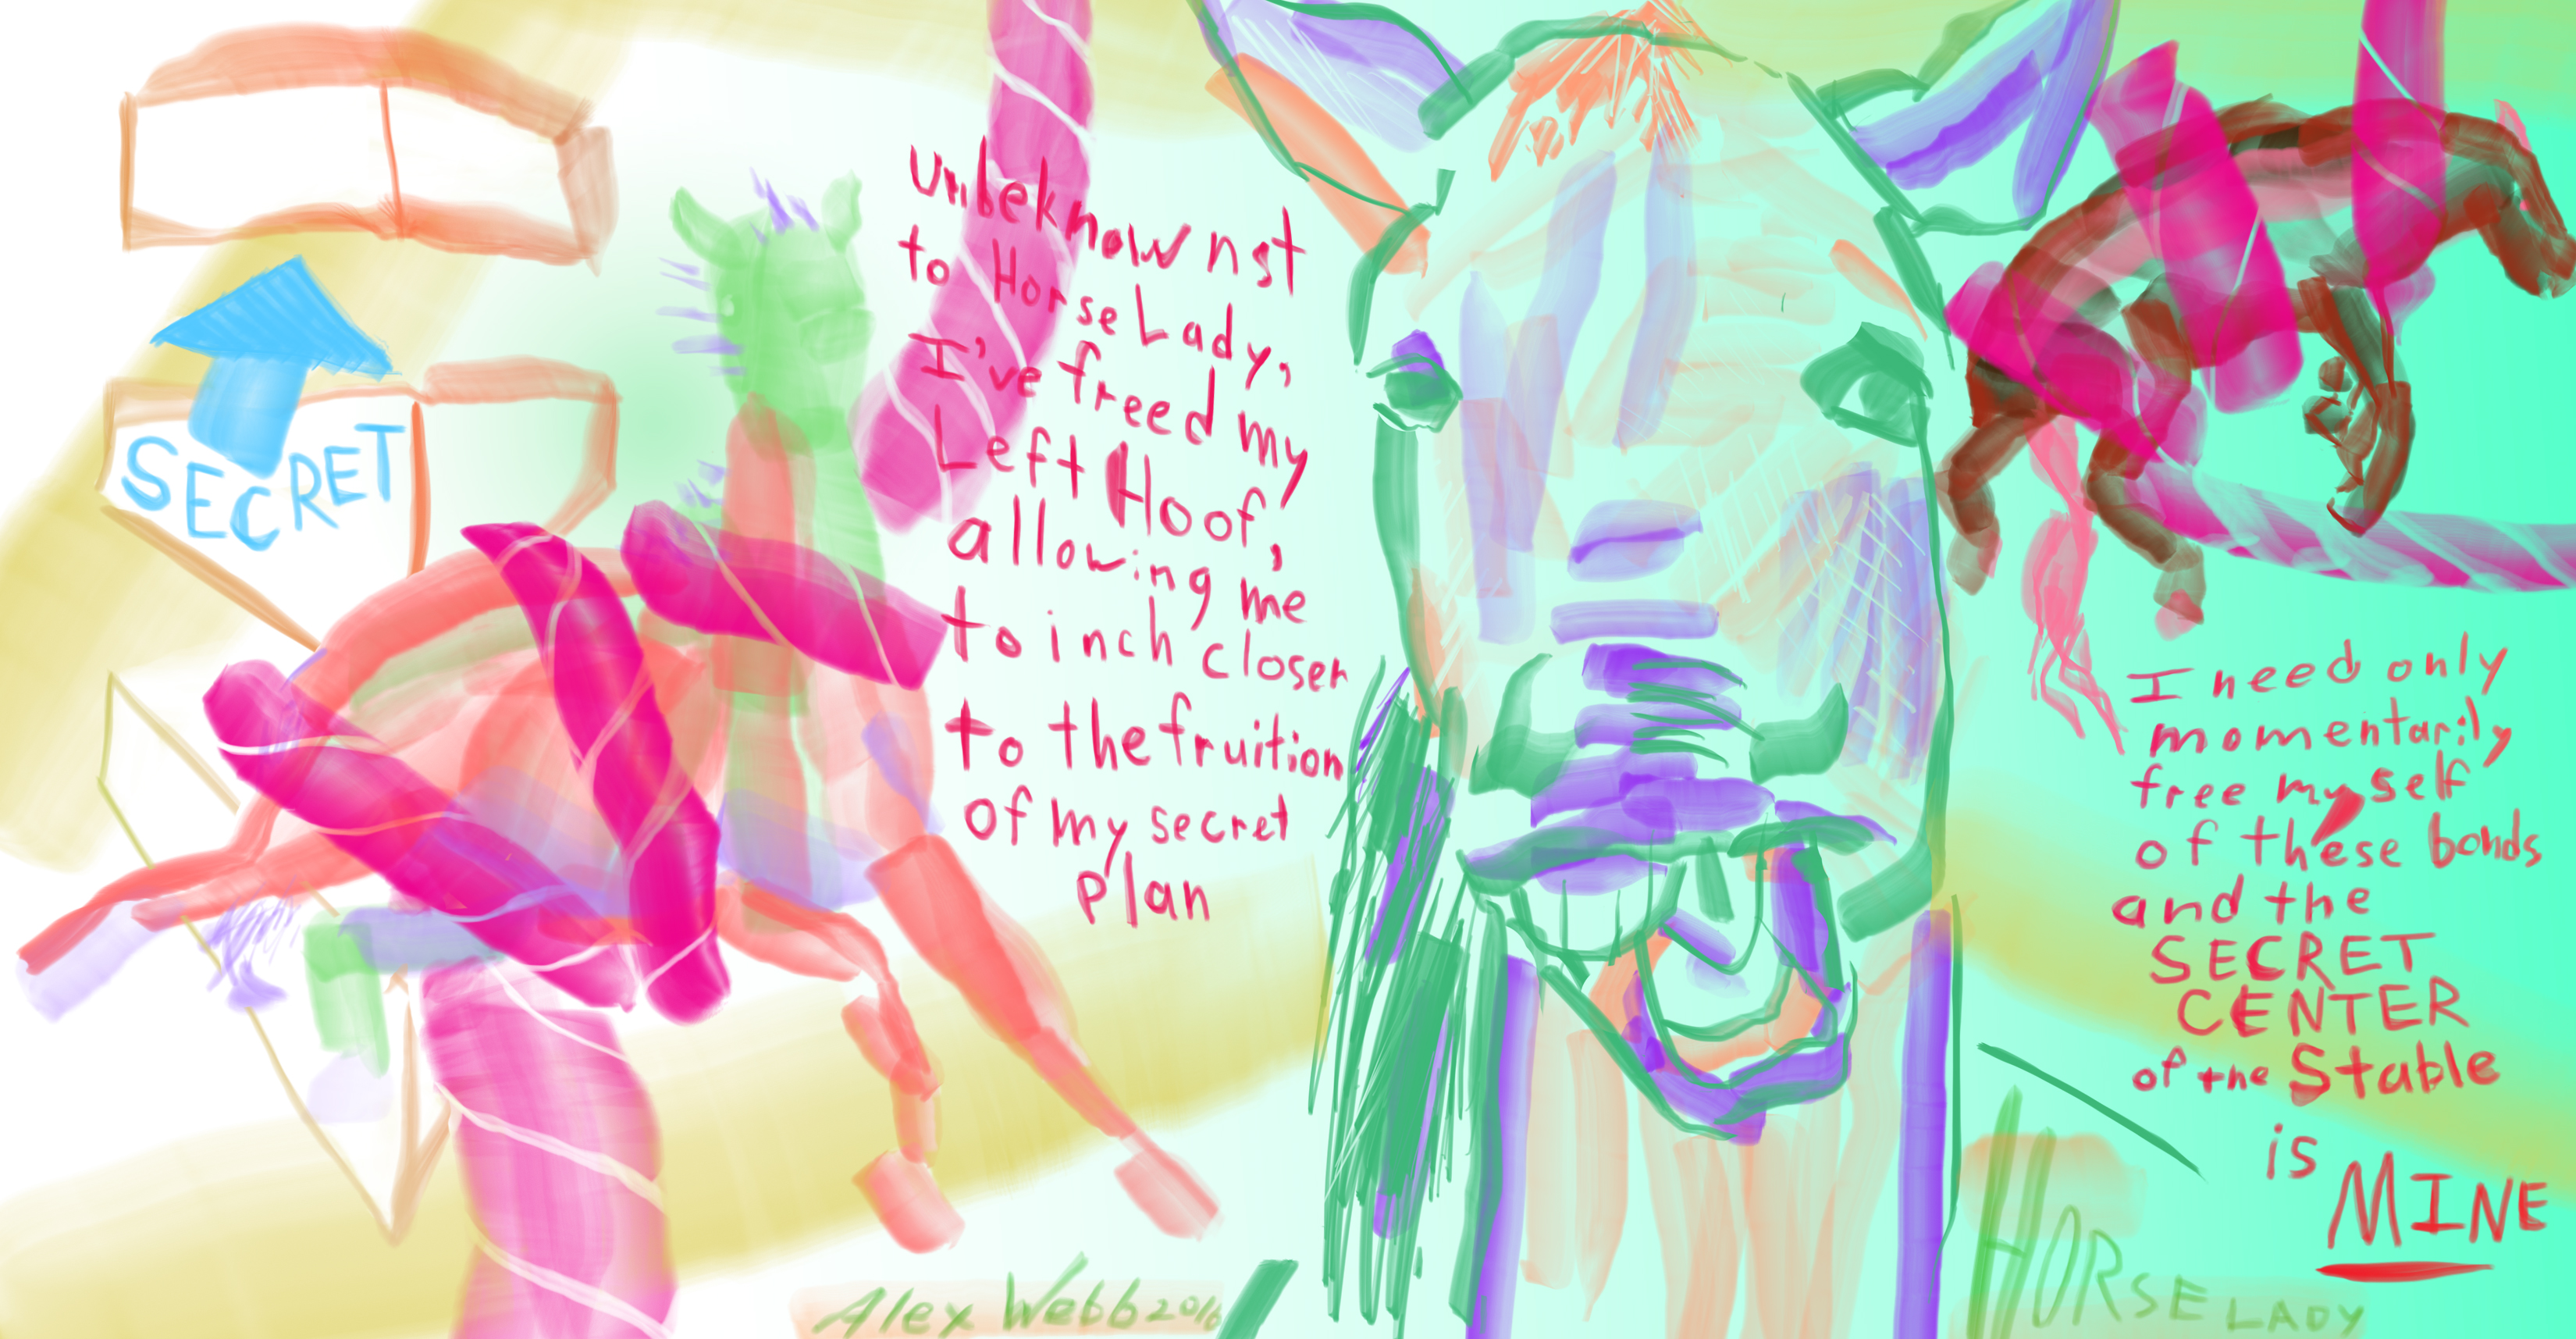 SECRET
Unbeknownst
to Horse Lady,
I've freed my
Left Hoof,
allowing me
to inch closer
to the fruition
of my secret
plan
I need only
momentarily
free myself
of these bonds
and the
SECRET
CENTER
of the Stable
is
MINE
Alex Webb 2016
HORSE LADY